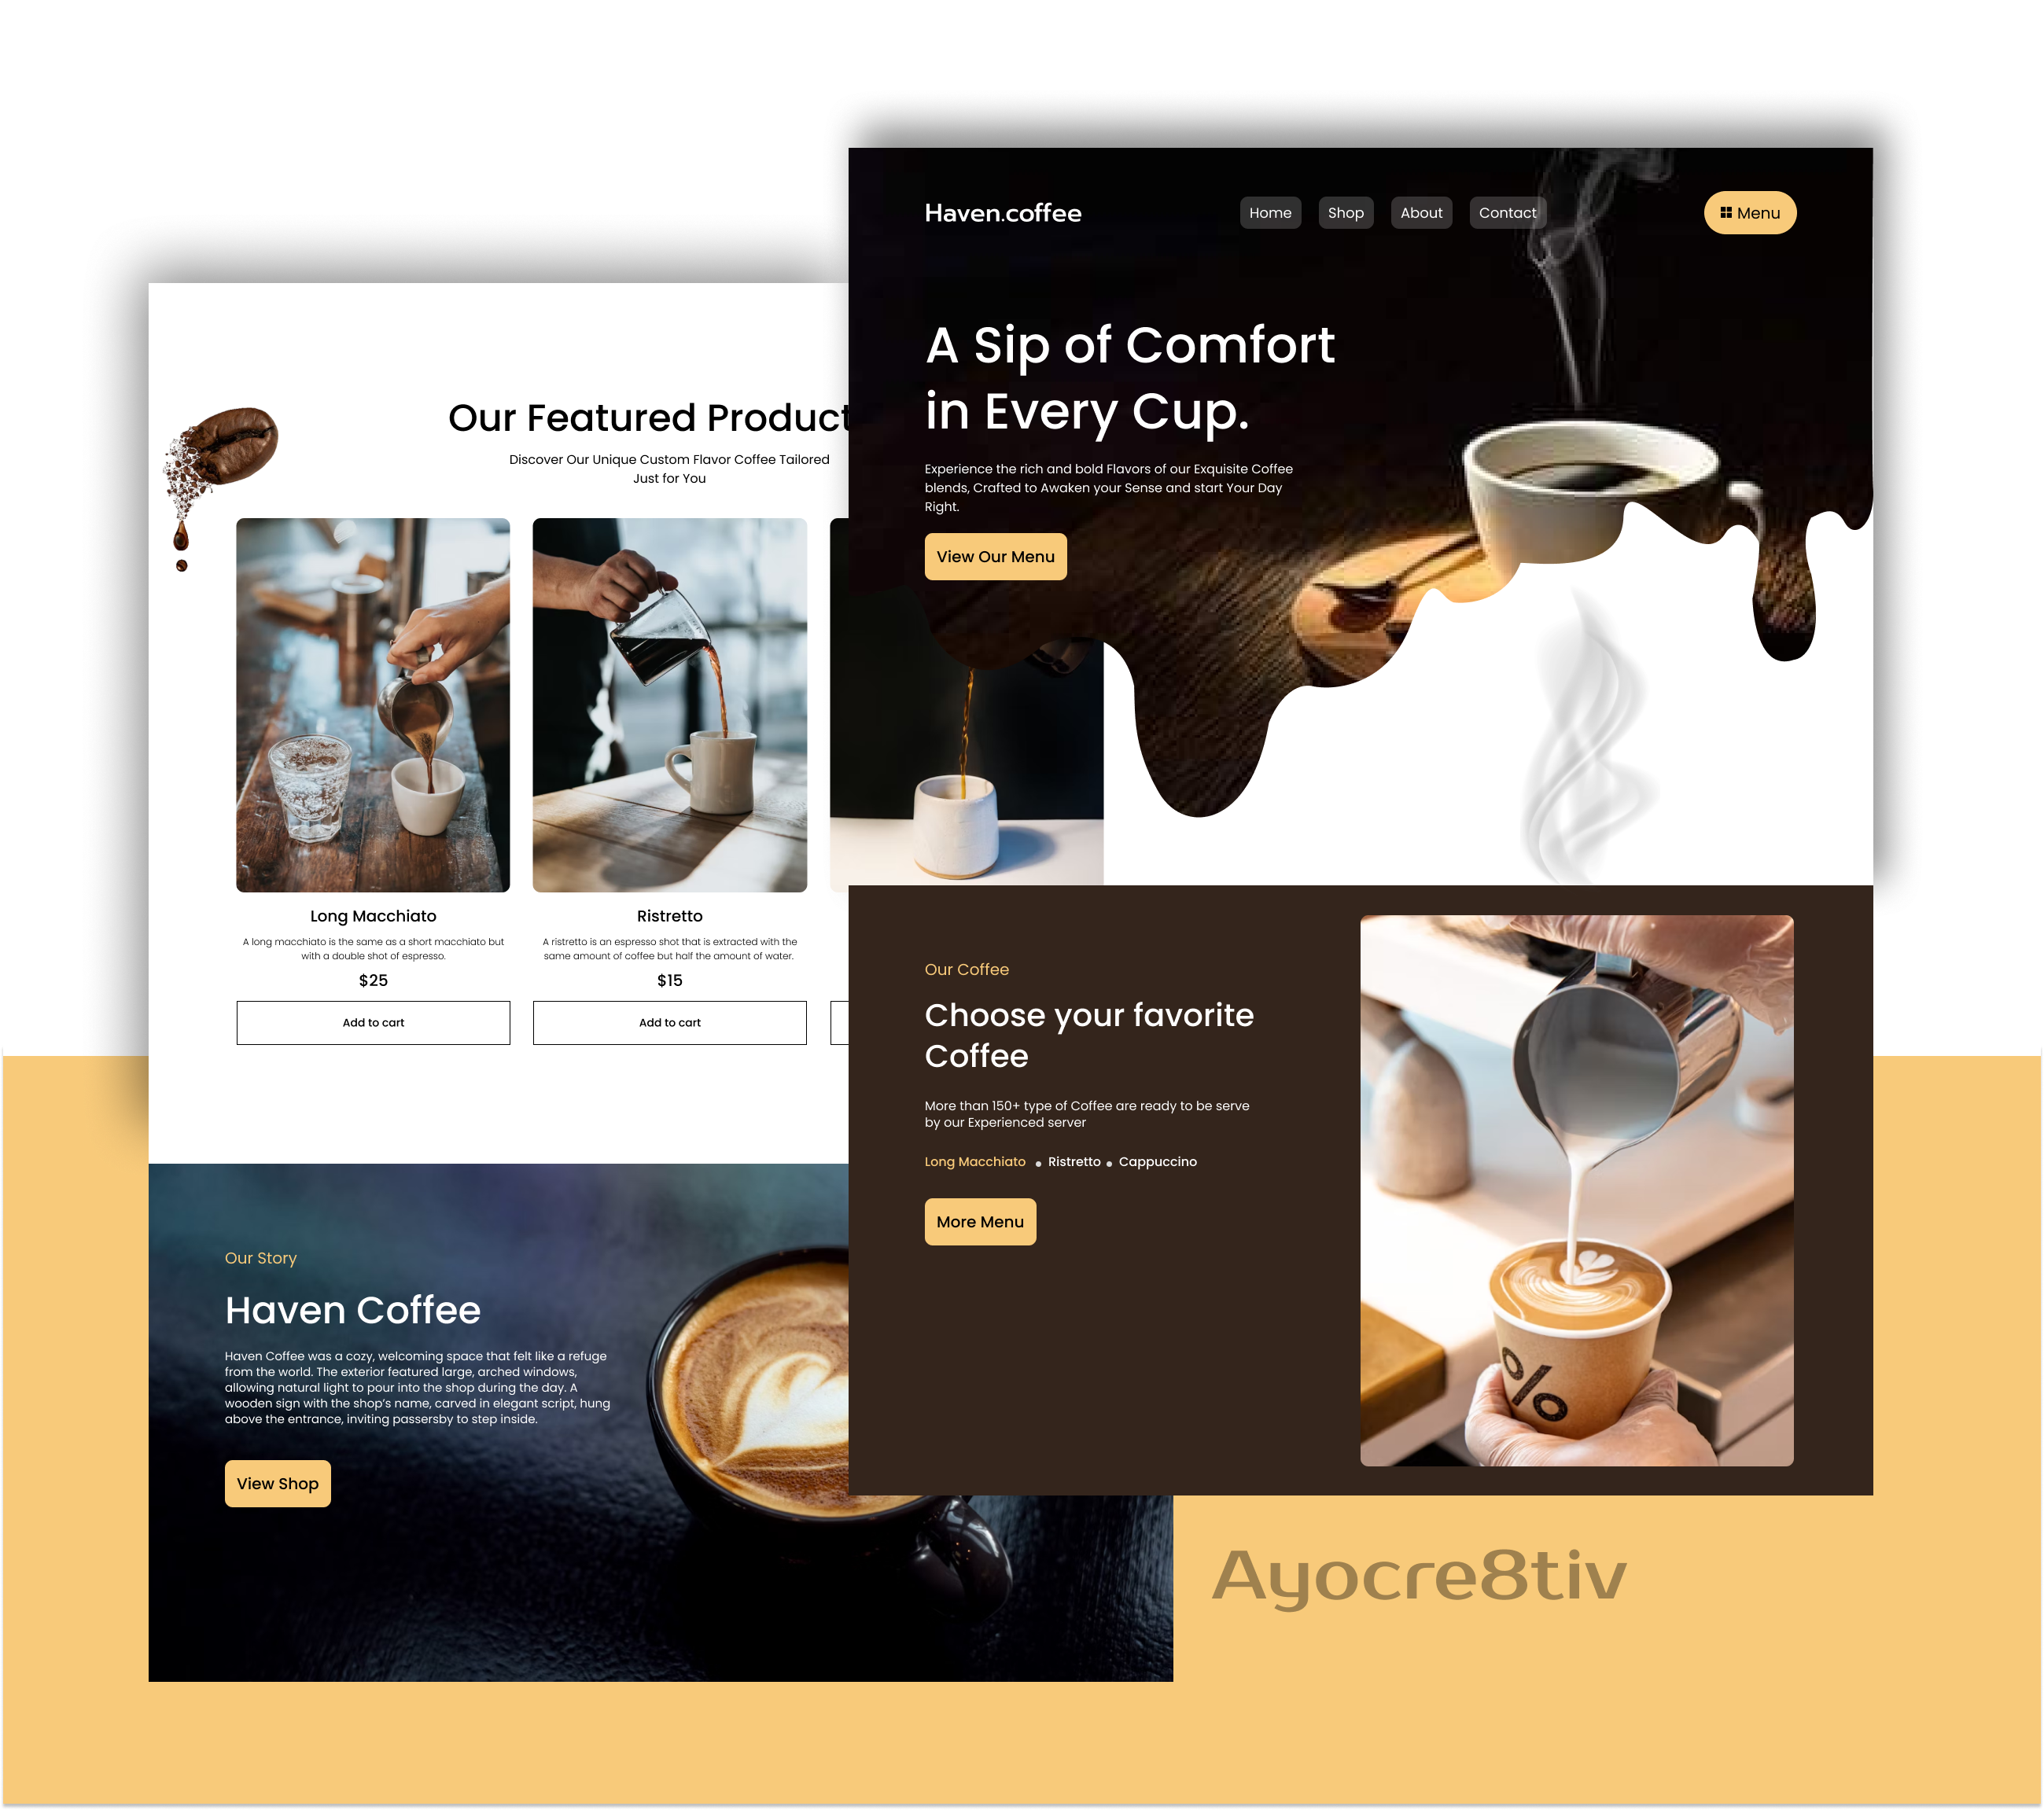 Haven.coffee
Home
Shop
About
Contact
Menu
A Sip of Comfort
in Every Cup.
Experience the rich and bold Flavors of our Exquisite Coffee
blends, Crafted to Awaken your Sense and start Your Day
Right.
View Our Menu
Our Coffee
Choose your favorite
Coffee
More than 150+ type of Coffee are ready to be serve
by our Experienced server
Long Macchiato • Ristretto • Cappuccino
More Menu
%
Our Featured Product
Discover Our Unique Custom Flavor Coffee Tailored
Just for You
Long Macchiato
A long macchiato is the same as a short macchiato but
with a double shot of espresso.
$25
Add to cart
Ristretto
A ristretto is an espresso shot that is extracted with the
same amount of coffee but half the amount of water.
$15
Add to cart
Our Story
Haven Coffee
Haven Coffee was a cozy, welcoming space that felt like a refuge
from the world. The exterior featured large, arched windows,
allowing natural light to pour into the shop during the day. A
wooden sign with the shop's name, carved in elegant script, hung
above the entrance, inviting passersby to step inside.
View Shop
Ayocre8tiv